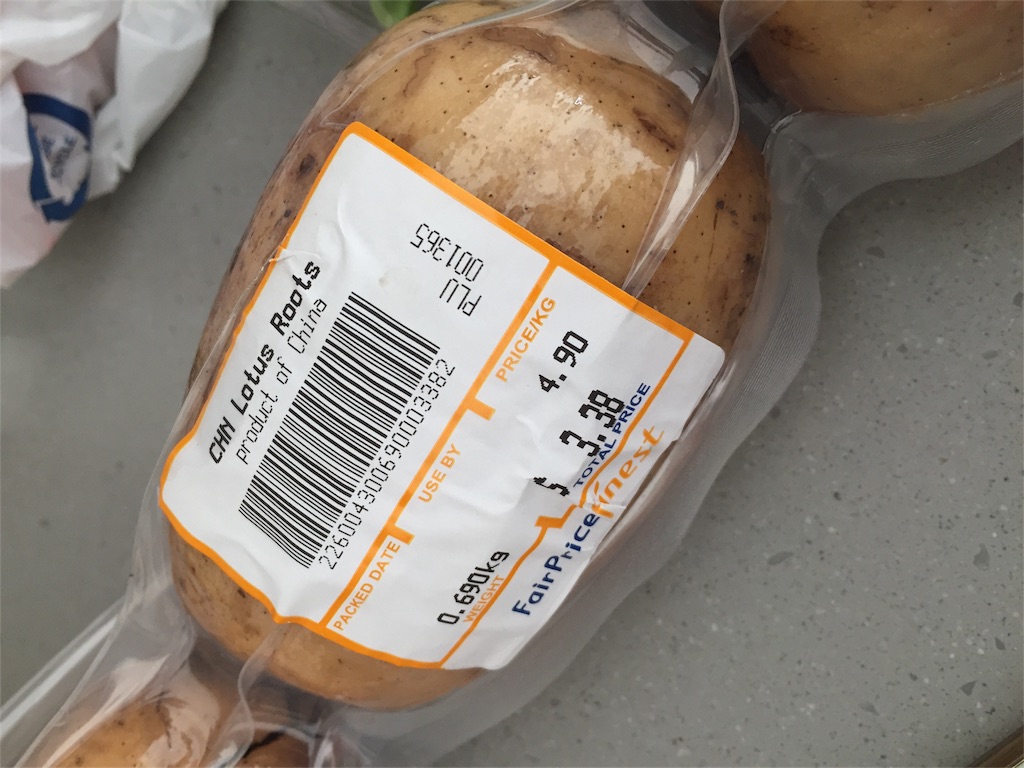 CHN Lotus Roots
product of China
2260043006900003382
PLU
001365
PACKED DATE
USE BY
PRICE/KG
4.90
0.690kg
WEIGHT
$ 3.38
TOTAL PRICE
FairPrice finest